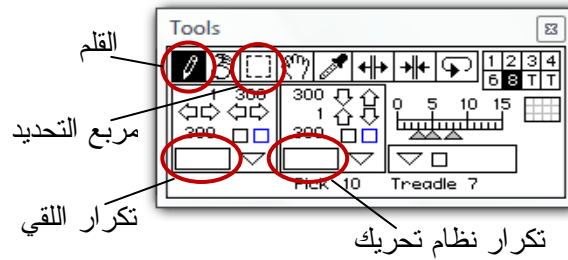 Tools
القلم
1 2 3 4
6 8 T T
1 300
300
300
1
300
0 5 10 15
مربع التحديد
Pick 10 Treadle 7
تكرار اللقي
تكرار نظام تحريك